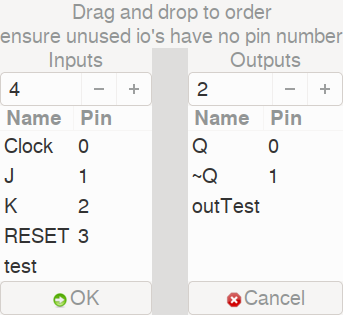 Drag and drop to order
ensure unused io's have no pin number
Inputs
Outputs
4 − +
2 − +
Name Pin
Name Pin
Clock 0
Q 0
J 1
~Q 1
K 2
outTest
RESET 3
test
OK
Cancel